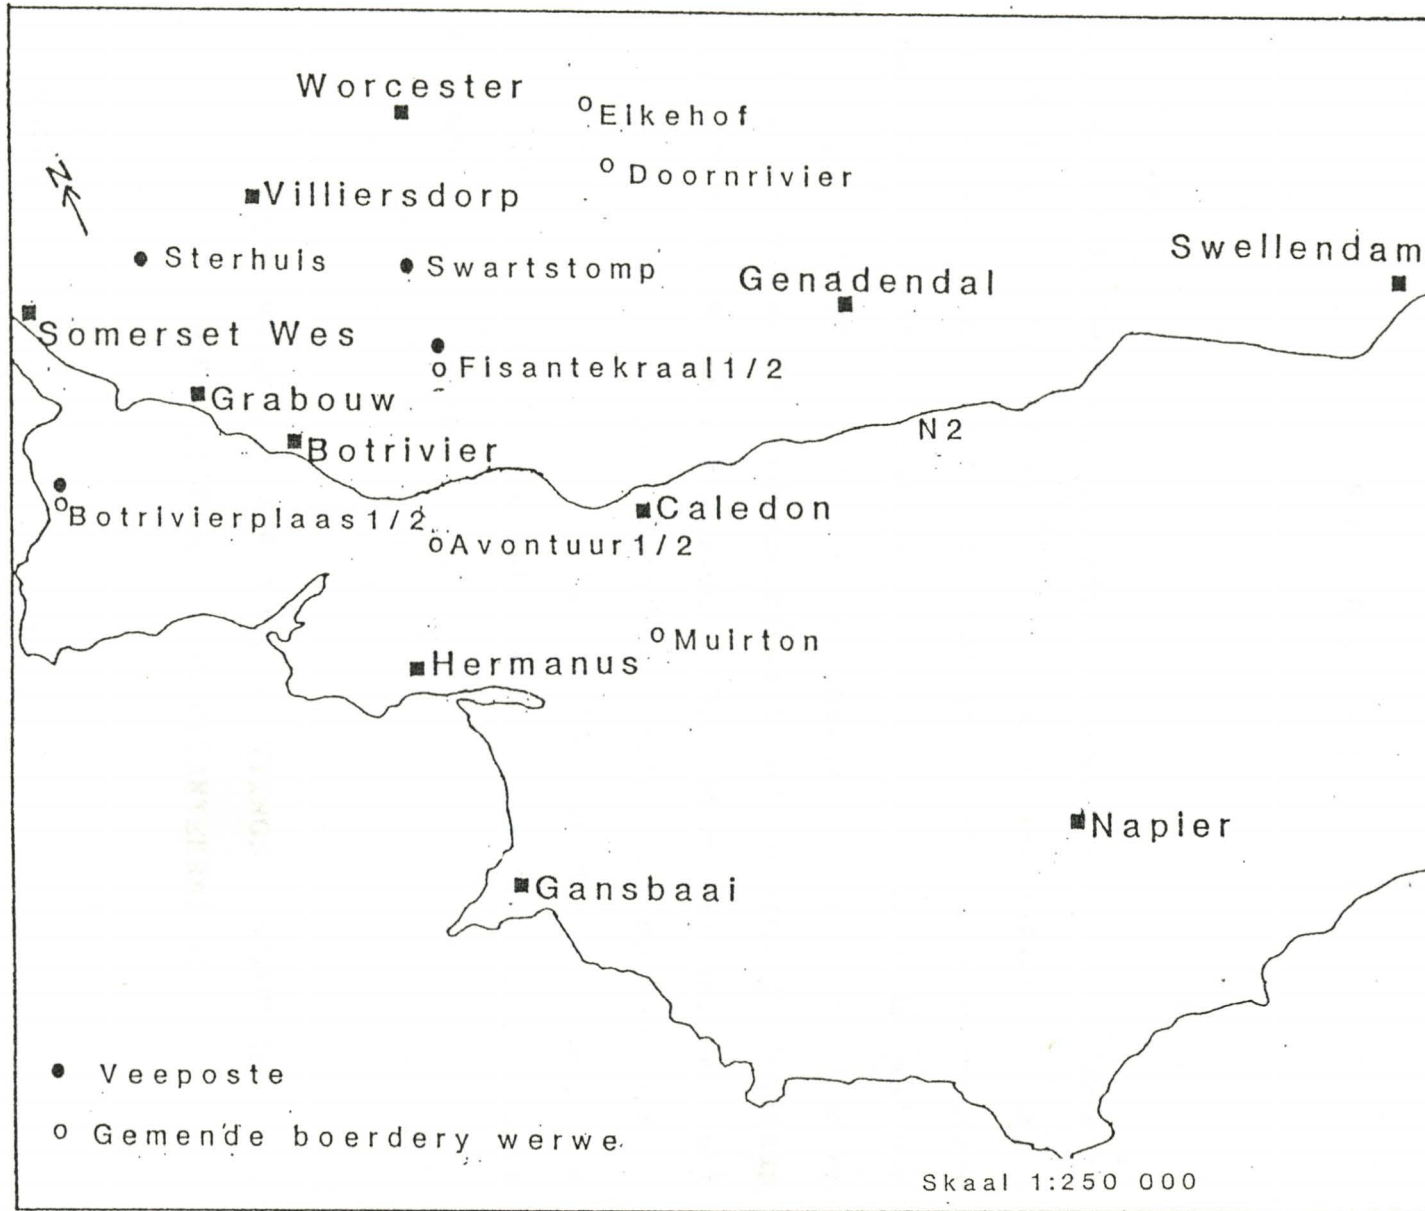 Worcester
Elkehof
Doornrivier
N
Villiersdorp
Sterhuis
Swartstomp
Swellendam
Genadendal
Somerset Wes
Fisantekraal 1/2
Grabouw
N2
Botrivier
Caledon
Botrivierplaas 1/2
Avontuur 1/2
Muirton
Hermanus
Napier
Gansbaai
Veeposte
Gemende boerdery werwe
Skaal 1:250 000